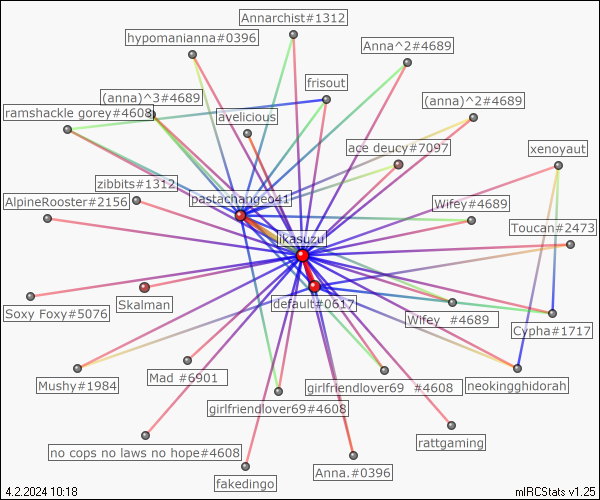 Annarchist#1312
hypomanianna#0396
Anna^2#4689
frisout
(anna)^3#4689
(anna)^2#4689
ramshackle gorey#4608
avelicious
ace deucy#7097
xenoyaut
zibbits#1312
pastachangeo41
AlpineRooster#2156
Wifey#4689
Toucan#2473
ikasuzu
Skalman
default#0617
Soxy Foxy#5076
Wifey #4689
Cypha#1717
Mushy#1984
Mad #6901
girlfriendlover69 #4608
neokingghidorah
girlfriendlover69#4608
no cops no laws no hope#4608
rattgaming
fakedingo
Anna.#0396
4.2.2024 10:18
mIRCStats v1.25